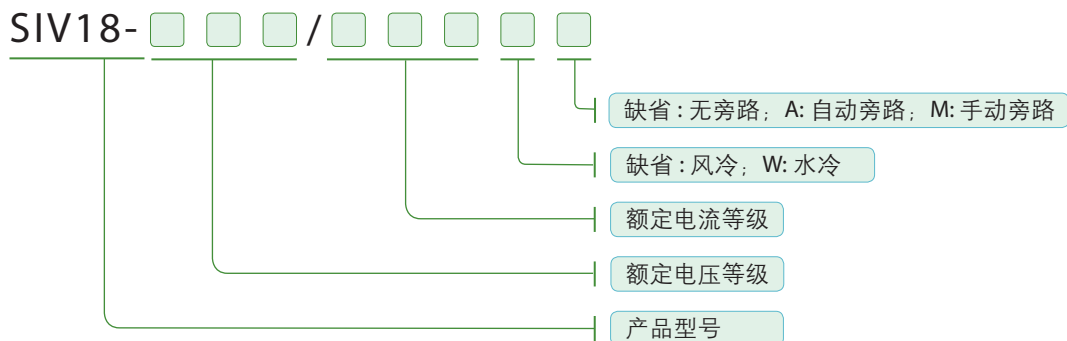 SIV18- /
缺省：无旁路；A: 自动旁路；M: 手动旁路
缺省：风冷；W: 水冷
额定电流等级
额定电压等级
产品型号